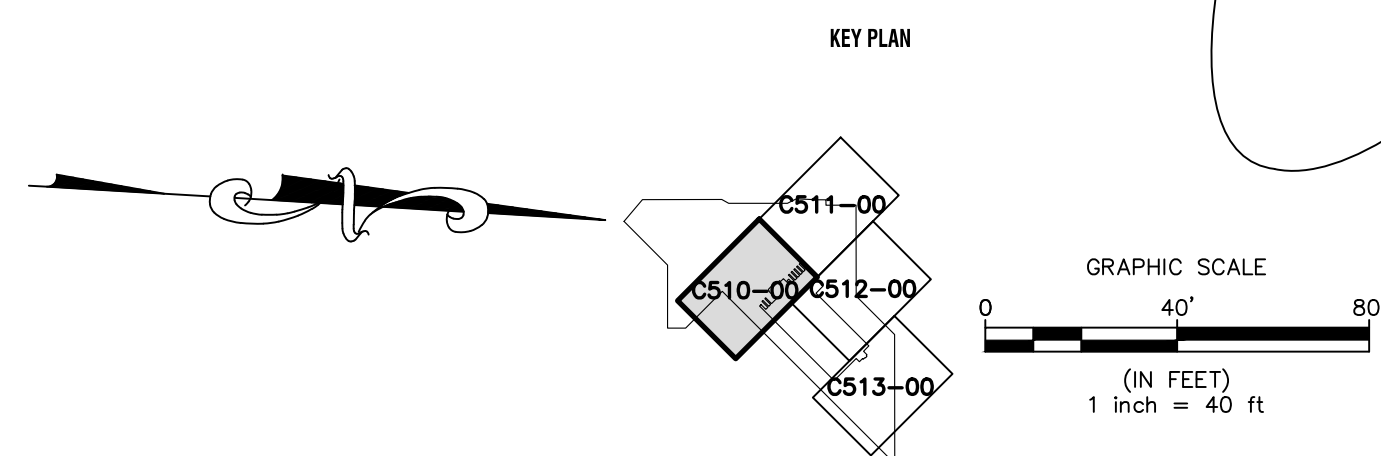 KEY PLAN
C511-00
C510-00
C512-00
C513-00
GRAPHIC SCALE
0 40' 80
(IN FEET)
1 inch = 40 ft